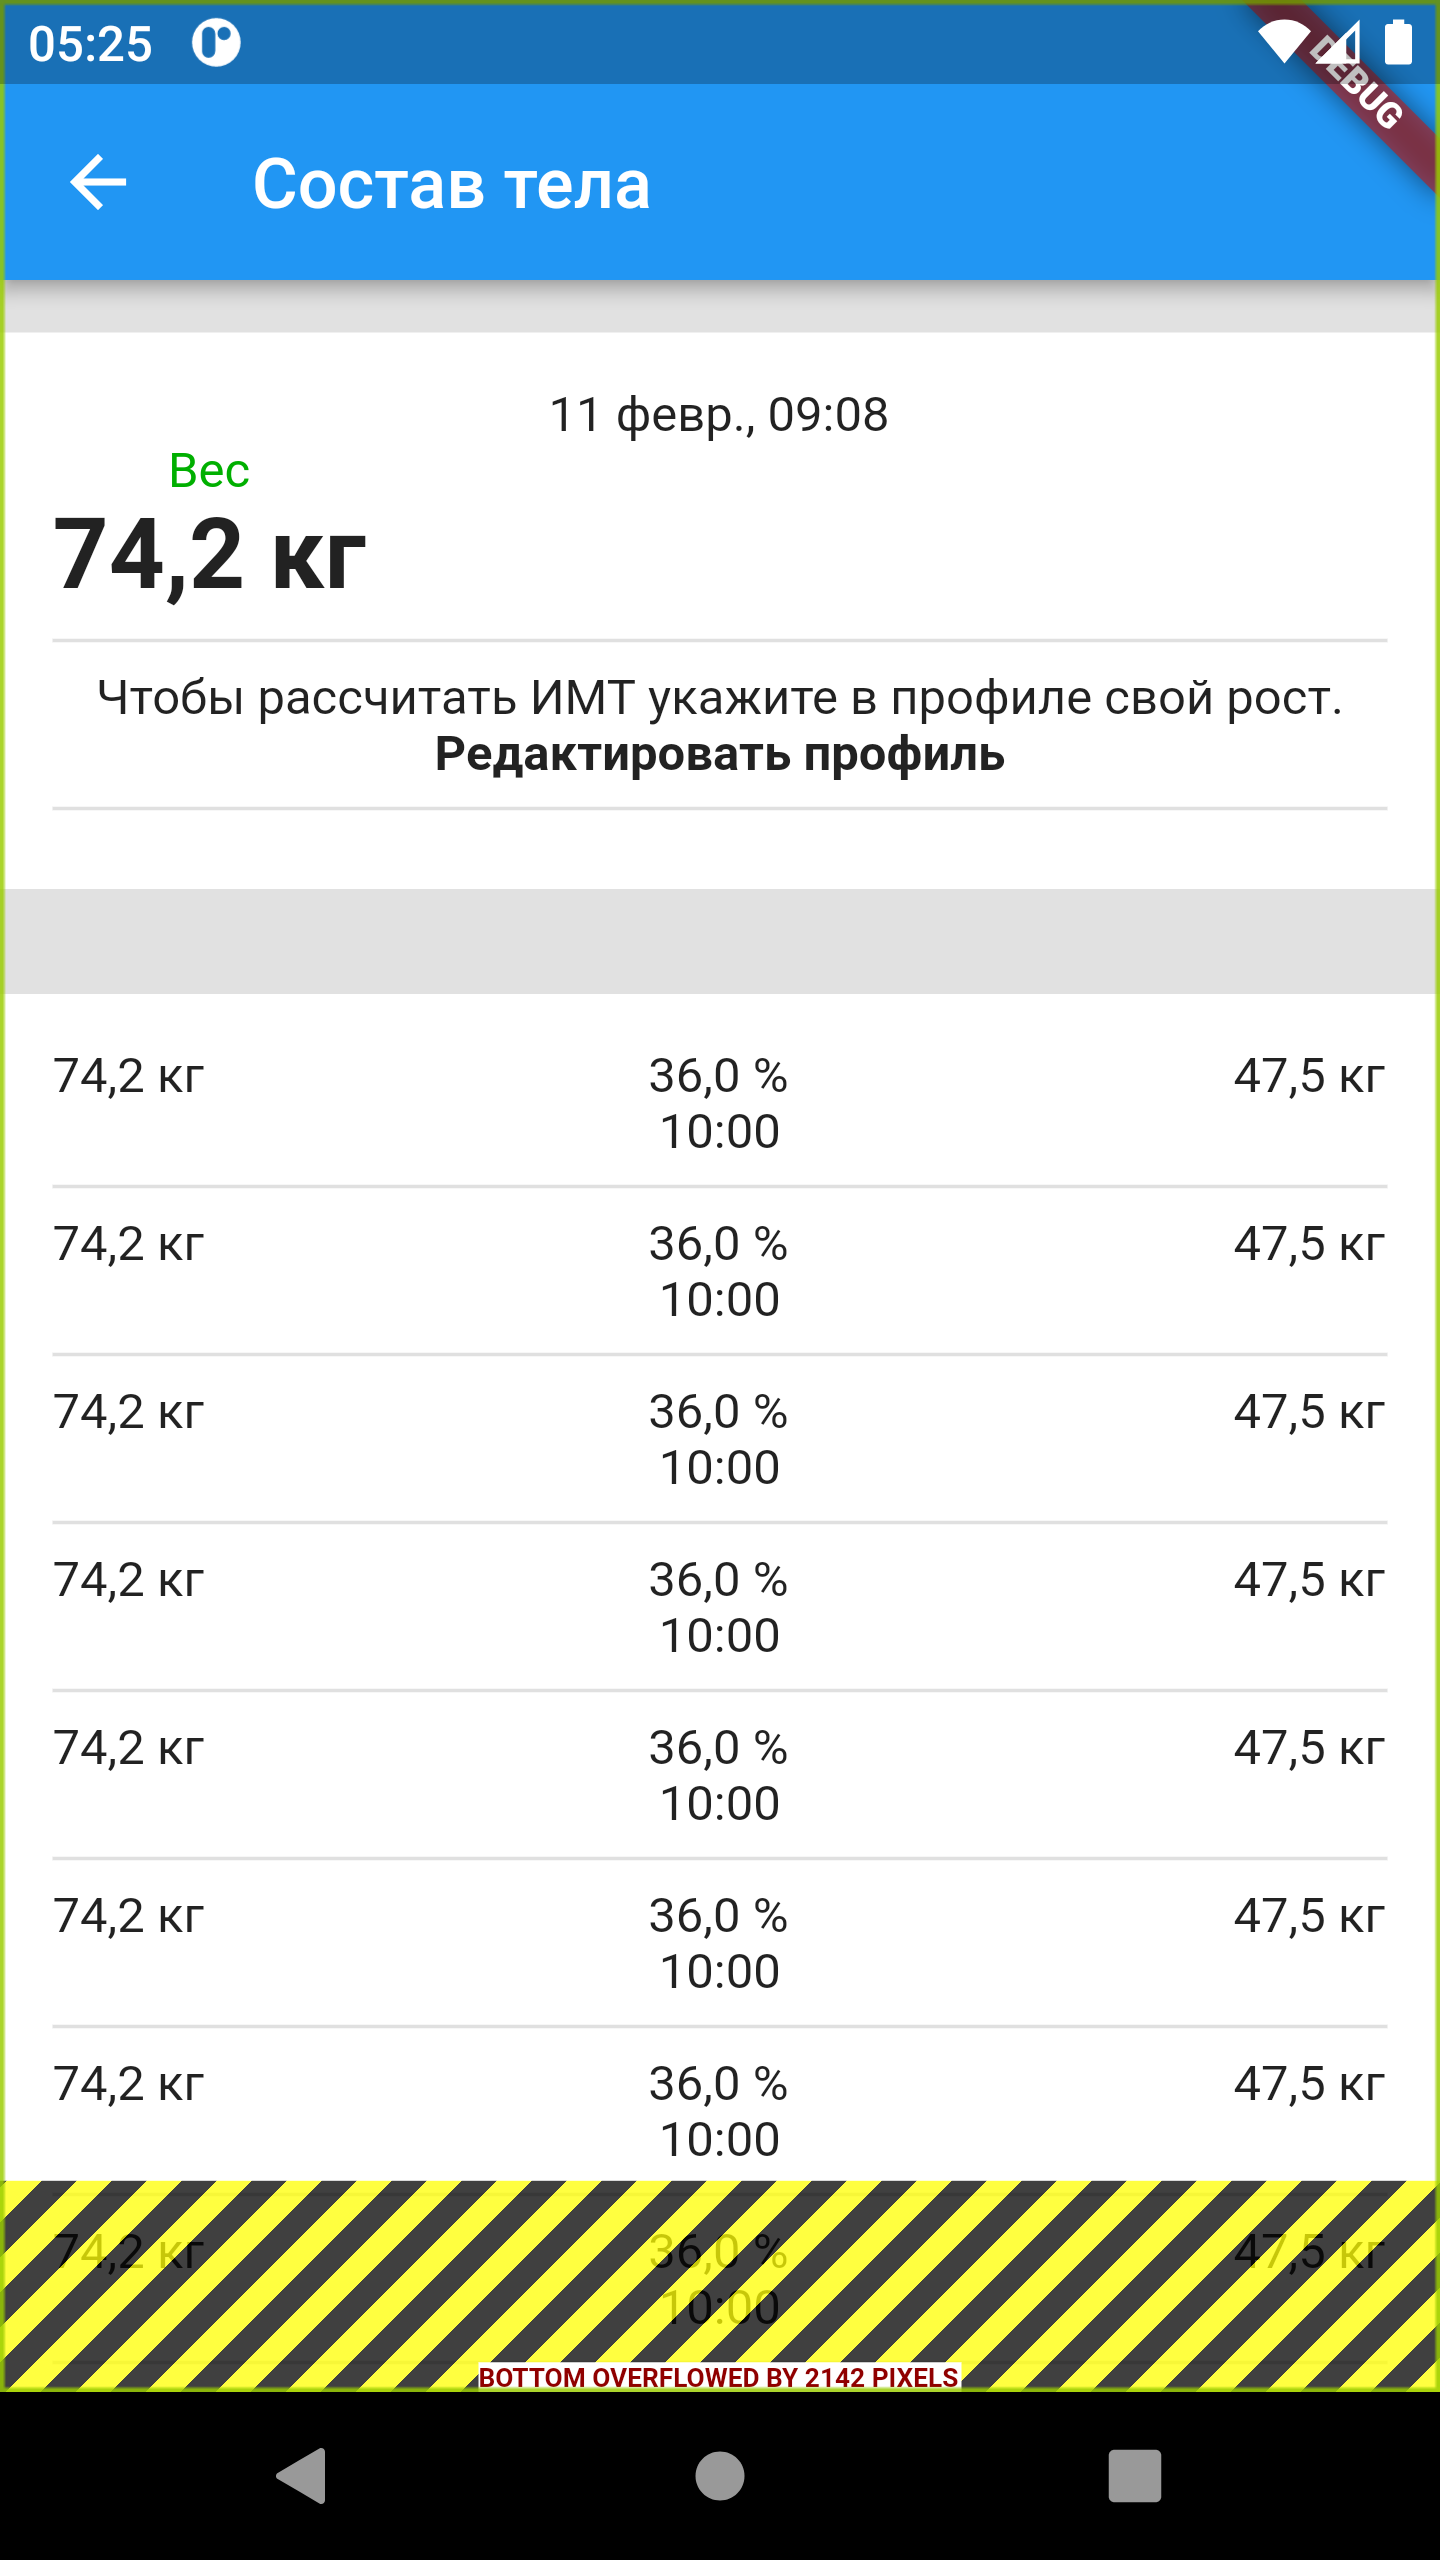 05:25
DEBUG
Состав тела
11 февр., 09:08
Вес
74,2 кг
Чтобы рассчитать ИМТ укажите в профиле свой рост.
Редактировать профиль
74,2 кг 36,0 % 47,5 кг
10:00
74,2 кг 36,0 % 47,5 кг
10:00
74,2 кг 36,0 % 47,5 кг
10:00
74,2 кг 36,0 % 47,5 кг
10:00
74,2 кг 36,0 % 47,5 кг
10:00
74,2 кг 36,0 % 47,5 кг
10:00
74,2 кг 36,0 % 47,5 кг
10:00
74,2 кг 36,0 % 47,5 кг
10:00
BOTTOM OVERFLOWED BY 2142 PIXELS